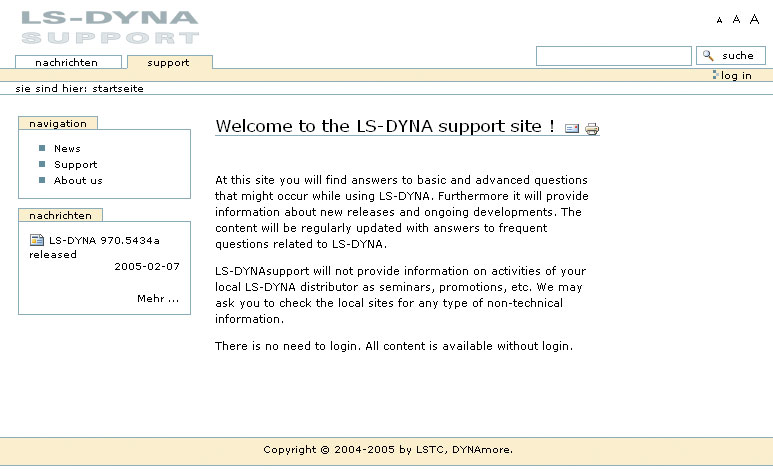 LS-DYNA
SUPPORT
A A A
nachrichten
support
suche
log in
sie sind hier: startseite
navigation
News
Support
About us
nachrichten
LS-DYNA 970.5434a
released
2005-02-07
Mehr ...
Welcome to the LS-DYNA support site !
At this site you will find answers to basic and advanced questions
that might occur while using LS-DYNA. Furthermore it will provide
information about new releases and ongoing developments. The
content will be regularly updated with answers to frequent
questions related to LS-DYNA.
LS-DYNAsupport will not provide information on activities of your
local LS-DYNA distributor as seminars, promotions, etc. We may
ask you to check the local sites for any type of non-technical
information.
There is no need to login. All content is available without login.
Copyright © 2004-2005 by LSTC, DYNAmore.